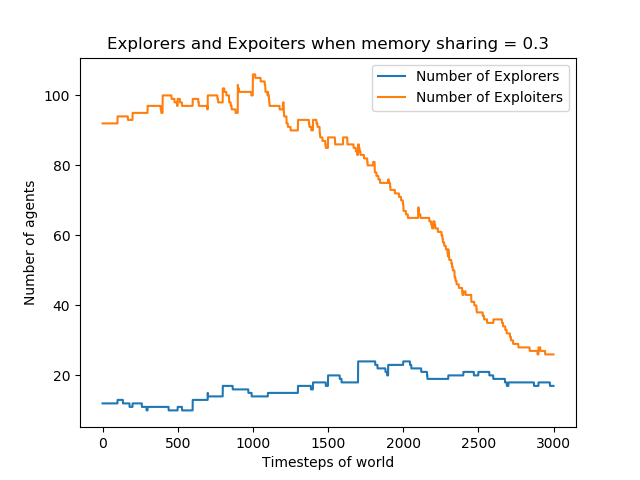 Explorers and Expoiters when memory sharing = 0.3
Number of Explorers
Number of Exploiters
Number of agents
100
80
60
40
20
0 500 1000 1500 2000 2500 3000
Timesteps of world